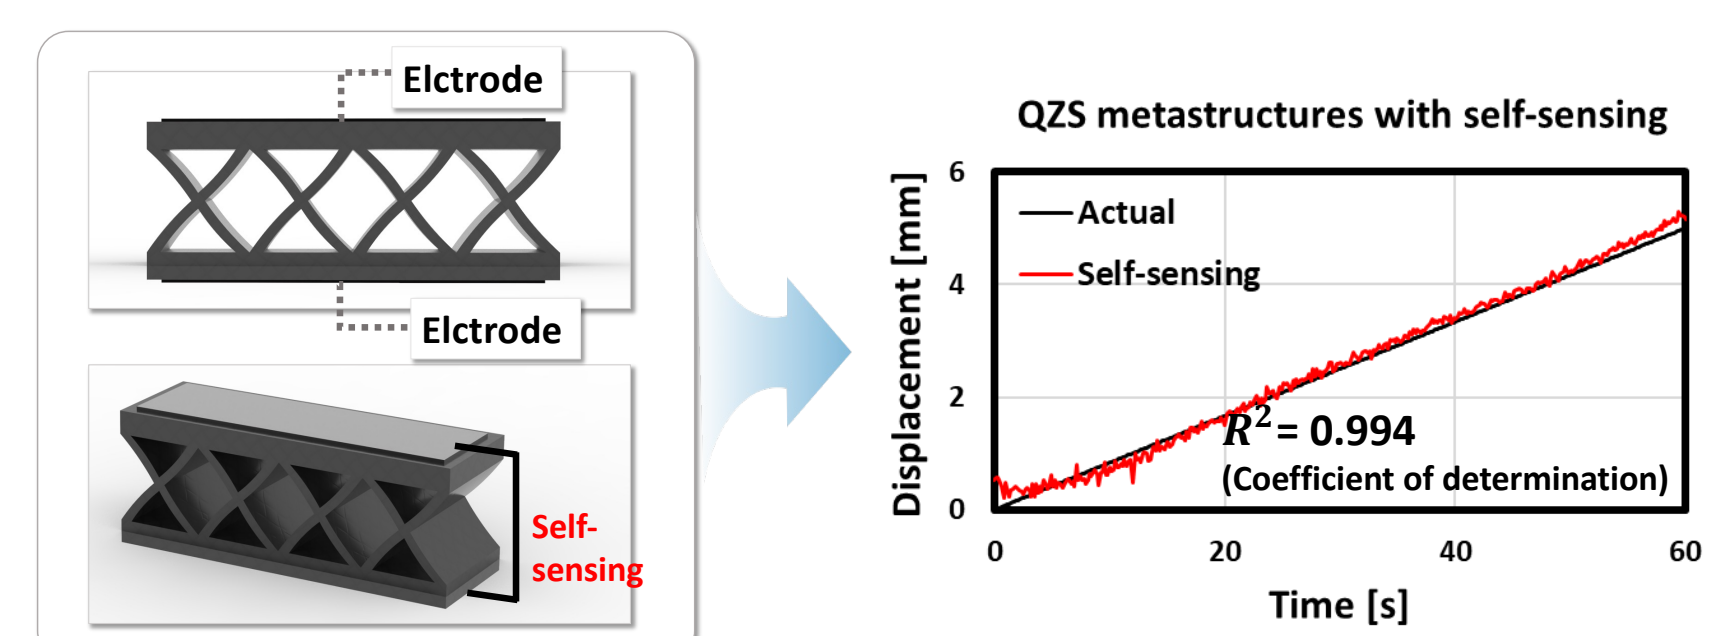 Elctrode
Elctrode
Self-
sensing
QZS metastructures with self-sensing
Displacement [mm]
6
4
2
0
Actual
Self-sensing
R² = 0.994
(Coefficient of determination)
0 20 40 60
Time [s]